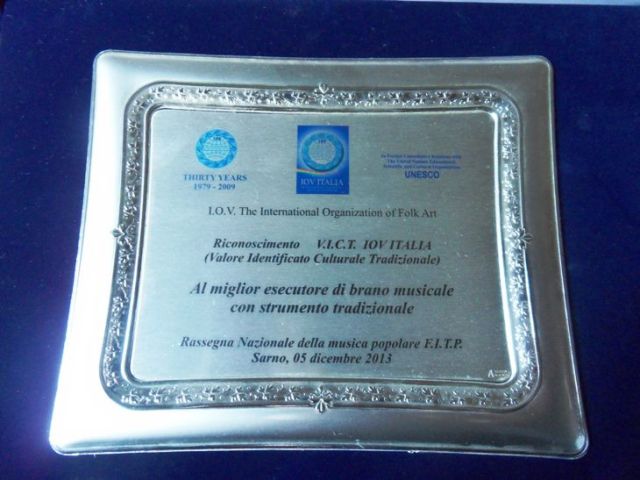 THIRTY YEARS
1979 - 2009
IOV ITALIA
UNESCO
I.O.V. The International Organization of Folk Art
Riconoscimento V.I.C.T. IOV ITALIA
(Valore Identificato Culturale Tradizionale)
Al miglior esecutore di brano musicale
con strumento tradizionale
Rassegna Nazionale della musica popolare F.I.T.P.
Sarno, 05 dicembre 2013